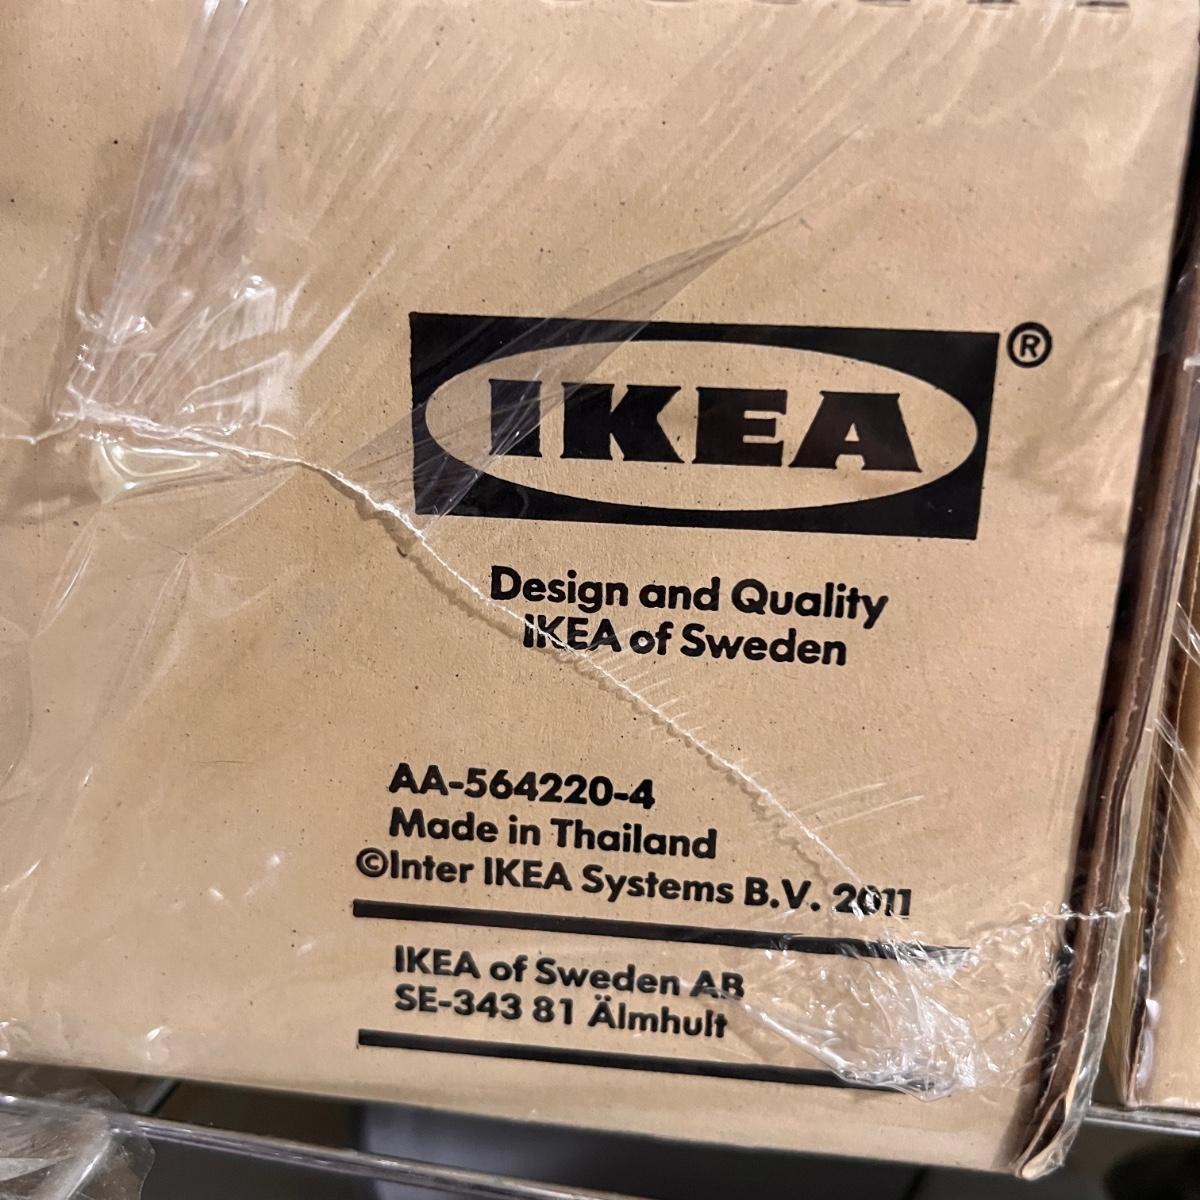 IKEA®
Design and Quality
IKEA of Sweden
AA-564220-4
Made in Thailand
©Inter IKEA Systems B.V. 2011
IKEA of Sweden AB
SE-343 81 Älmhult